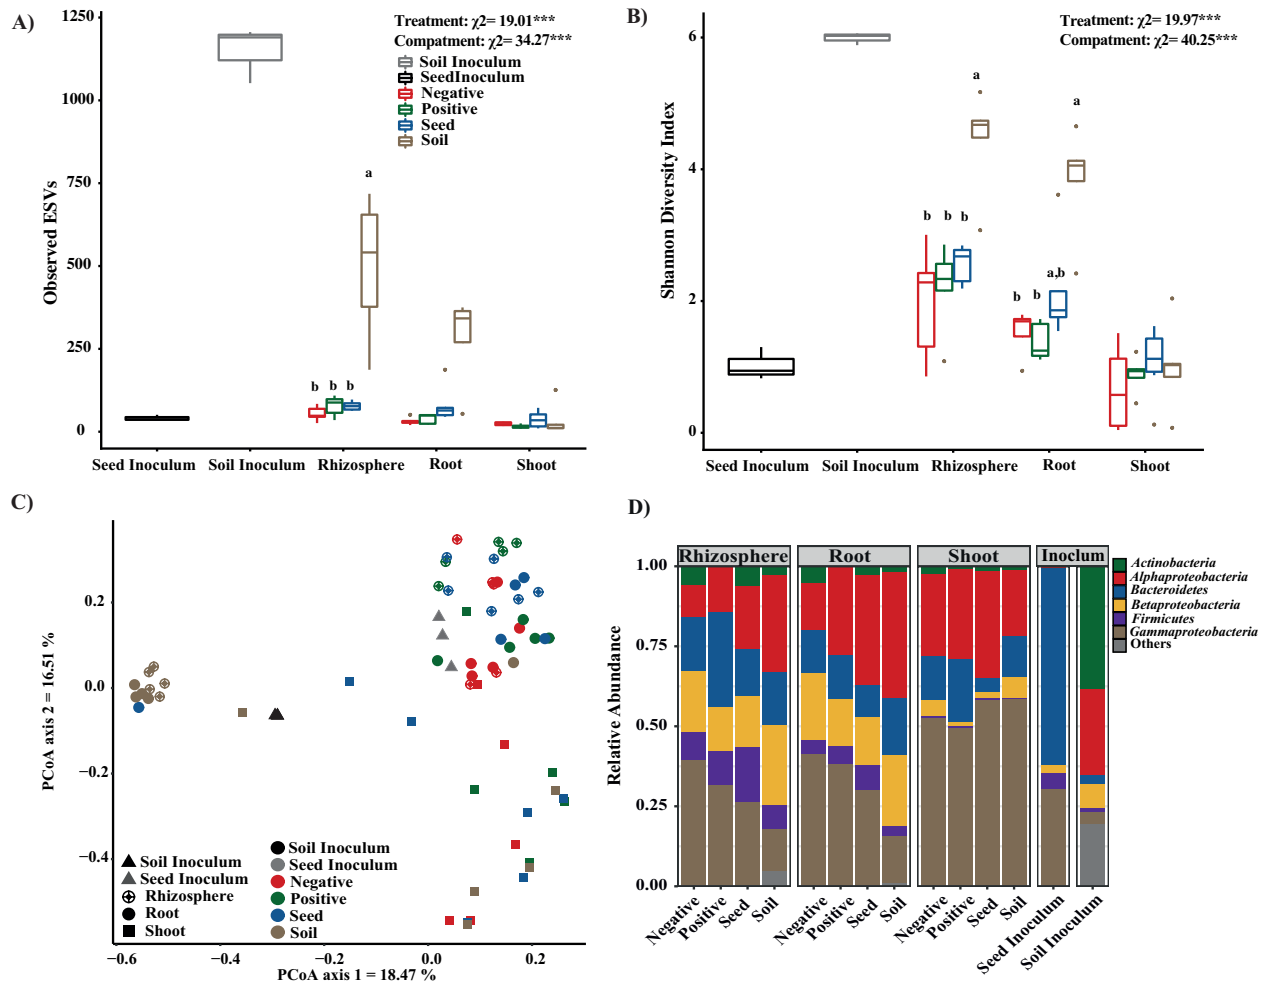 A)
Treatment: χ2= 19.01***
Compatment: χ2= 34.27***
Soil Inoculum
SeedInoculum
Negative
Positive
Seed
Soil
Observed ESVs
1250
1000
750
500
250
0
a
b b b
Seed Inoculum Soil Inoculum Rhizosphere Root Shoot
B)
Treatment: χ2= 19.97***
Compatment: χ2= 40.25***
Shannon Diversity Index
6
4
2
0
a
a
b b b
a,b
b b
Seed Inoculum Soil Inoculum Rhizosphere Root Shoot
C)
PCoA axis 2 = 16.51 %
0.2
0.0
−0.2
−0.4
Soil Inoculum
Seed Inoculum
Rhizosphere
Root
Shoot
Soil Inoculum
Seed Inoculum
Negative
Positive
Seed
Soil
−0.6 −0.4 −0.2 0.0 0.2
PCoA axis 1 = 18.47 %
D)
Rhizosphere Root Shoot Inoclum
Relative Abundance
1.00
0.75
0.50
0.25
0.00
Actinobacteria
Alphaproteobacteria
Bacteroidetes
Betaproteobacteria
Firmicutes
Gammaproteobacteria
Others
Negative Positive Seed Soil Negative Positive Seed Soil Negative Positive Seed Soil Seed Inoculum Soil Inoculum